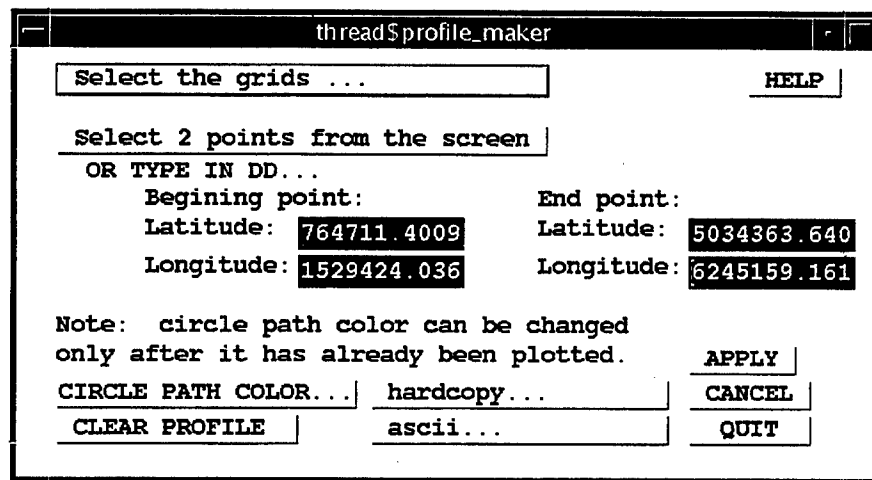 thread$profile_maker
Select the grids ...
HELP
Select 2 points from the screen
OR TYPE IN DD...
Begining point:
End point:
Latitude: 764711.4009
Latitude: 5034363.640
Longitude: 1529424.036
Longitude: 6245159.161
Note: circle path color can be changed
only after it has already been plotted.
APPLY
CIRCLE PATH COLOR...
hardcopy...
CANCEL
CLEAR PROFILE
ascii...
QUIT